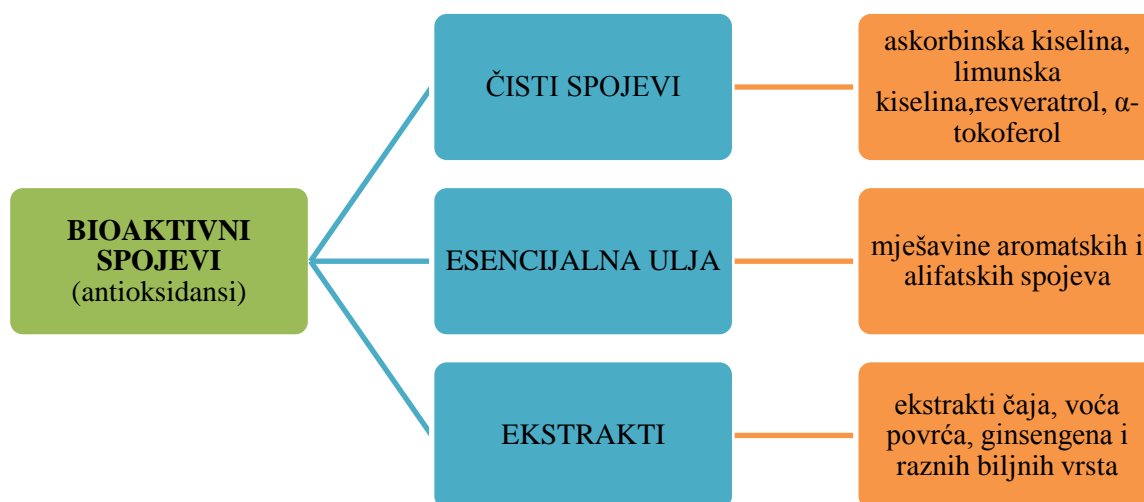 BIOAKTIVNI
SPOJEVI
(antioksidansi)
ČISTI SPOJEVI
askorbinska kiselina,
limunska
kiselina,resveratrol, α-
tokoferol
ESENCIJALNA ULJA
mješavine aromatskih i
alifatskih spojeva
EKSTRAKTI
ekstrakti čaja, voća
povrća, ginsengena i
raznih biljnih vrsta